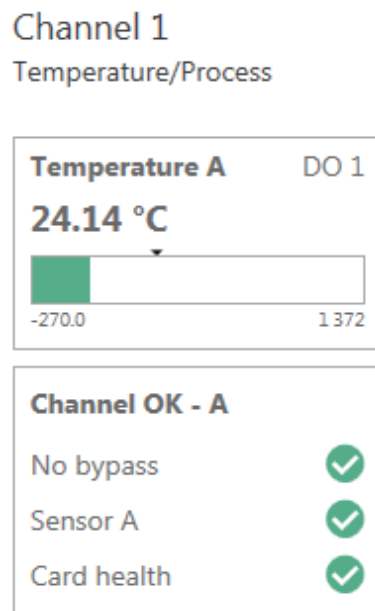 Channel 1
Temperature/Process
Temperature A DO 1
24.14 °C
-270.0 1 372
Channel OK - A
No bypass
Sensor A
Card health